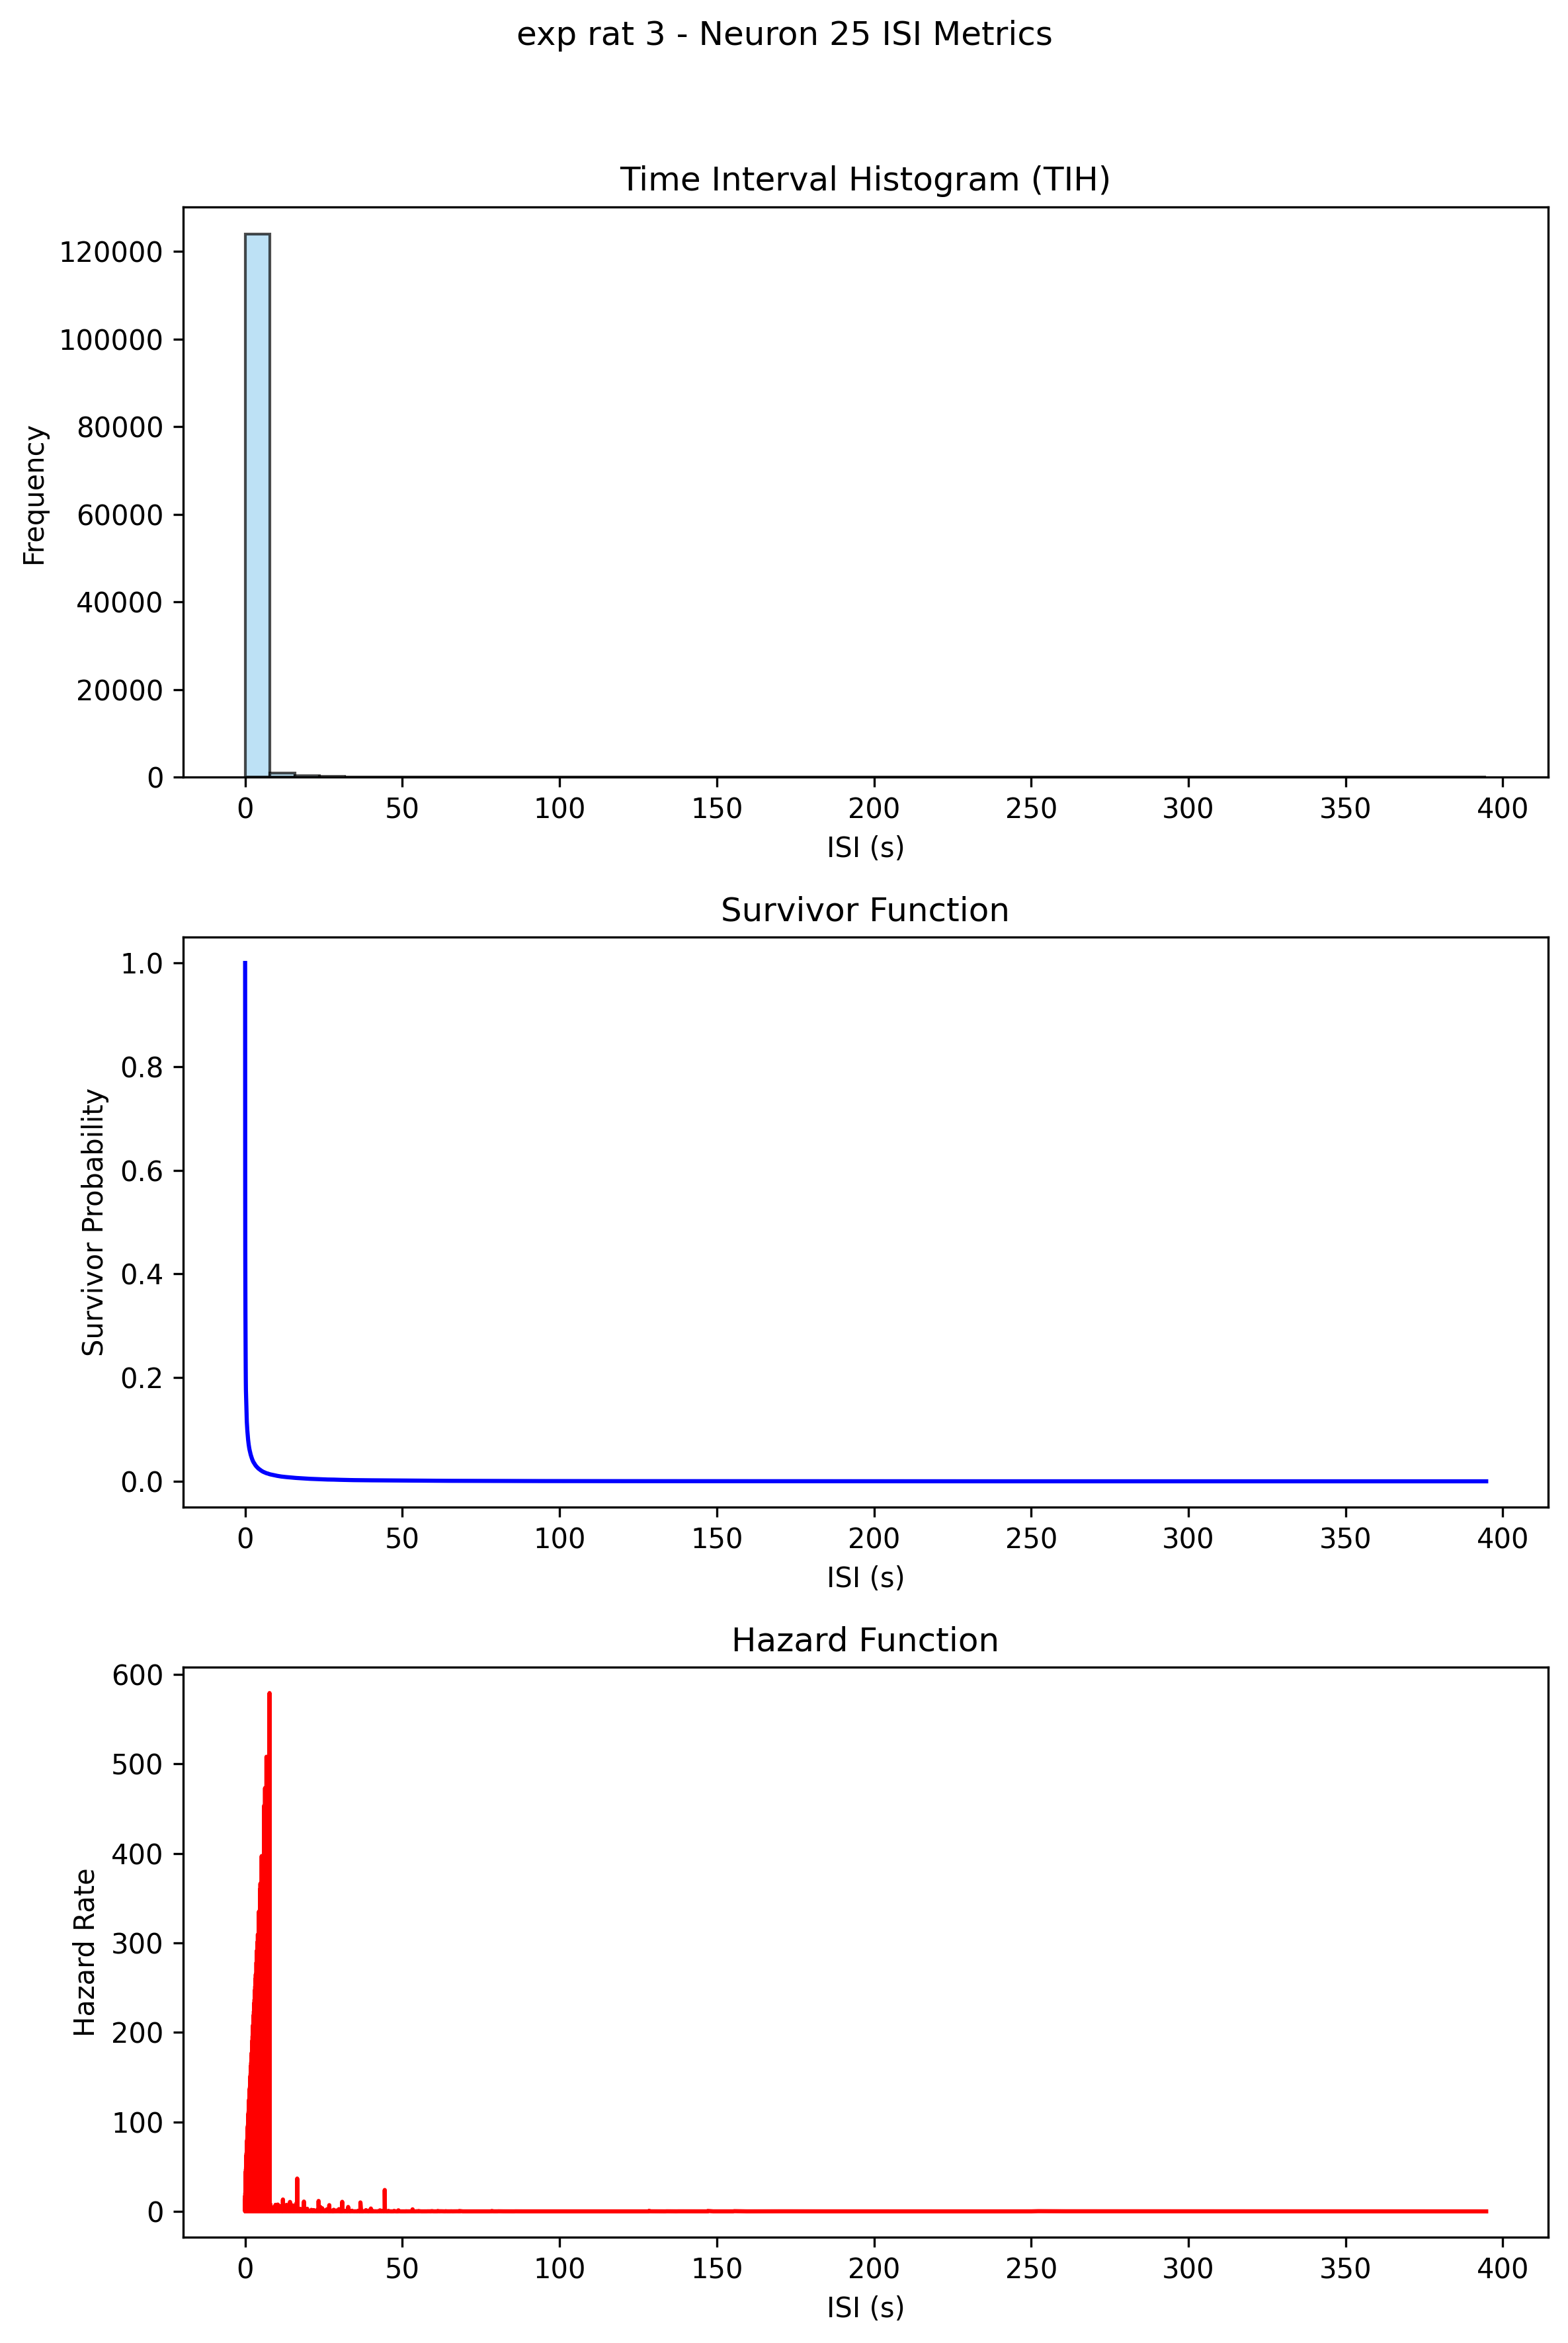 exp rat 3 - Neuron 25 ISI Metrics
Time Interval Histogram (TIH)
120000
100000
80000
60000
40000
20000
0
Frequency
0 50 100 150 200 250 300 350 400
ISI (s)
Survivor Function
1.0
0.8
0.6
0.4
0.2
0.0
Survivor Probability
0 50 100 150 200 250 300 350 400
ISI (s)
Hazard Function
600
500
400
300
200
100
0
Hazard Rate
0 50 100 150 200 250 300 350 400
ISI (s)